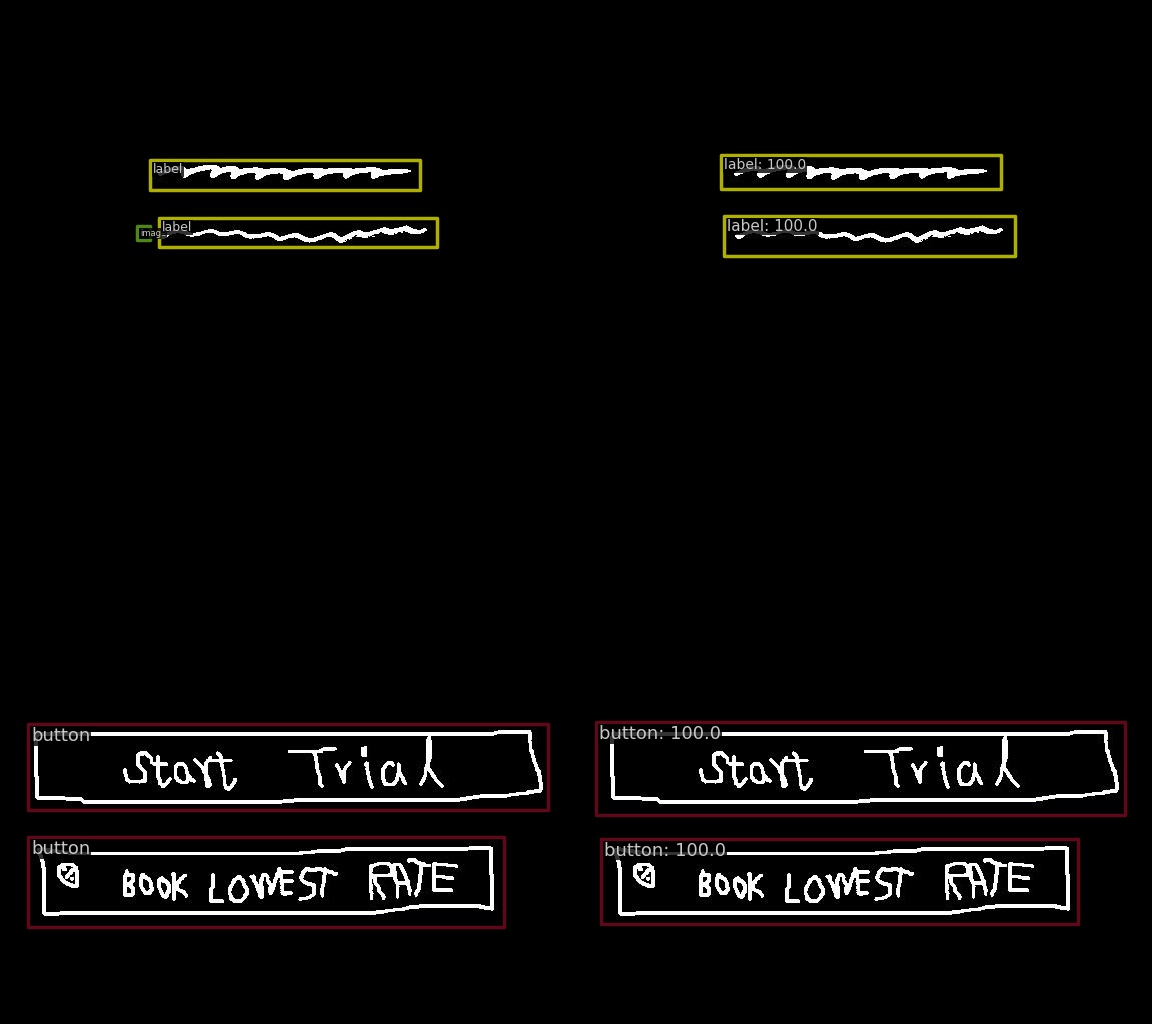 label label: 100.0
imag label label: 100.0
button button: 100.0
Start Trial Start Trial
button button: 100.0
BOOK LOWEST RATE BOOK LOWEST RATE